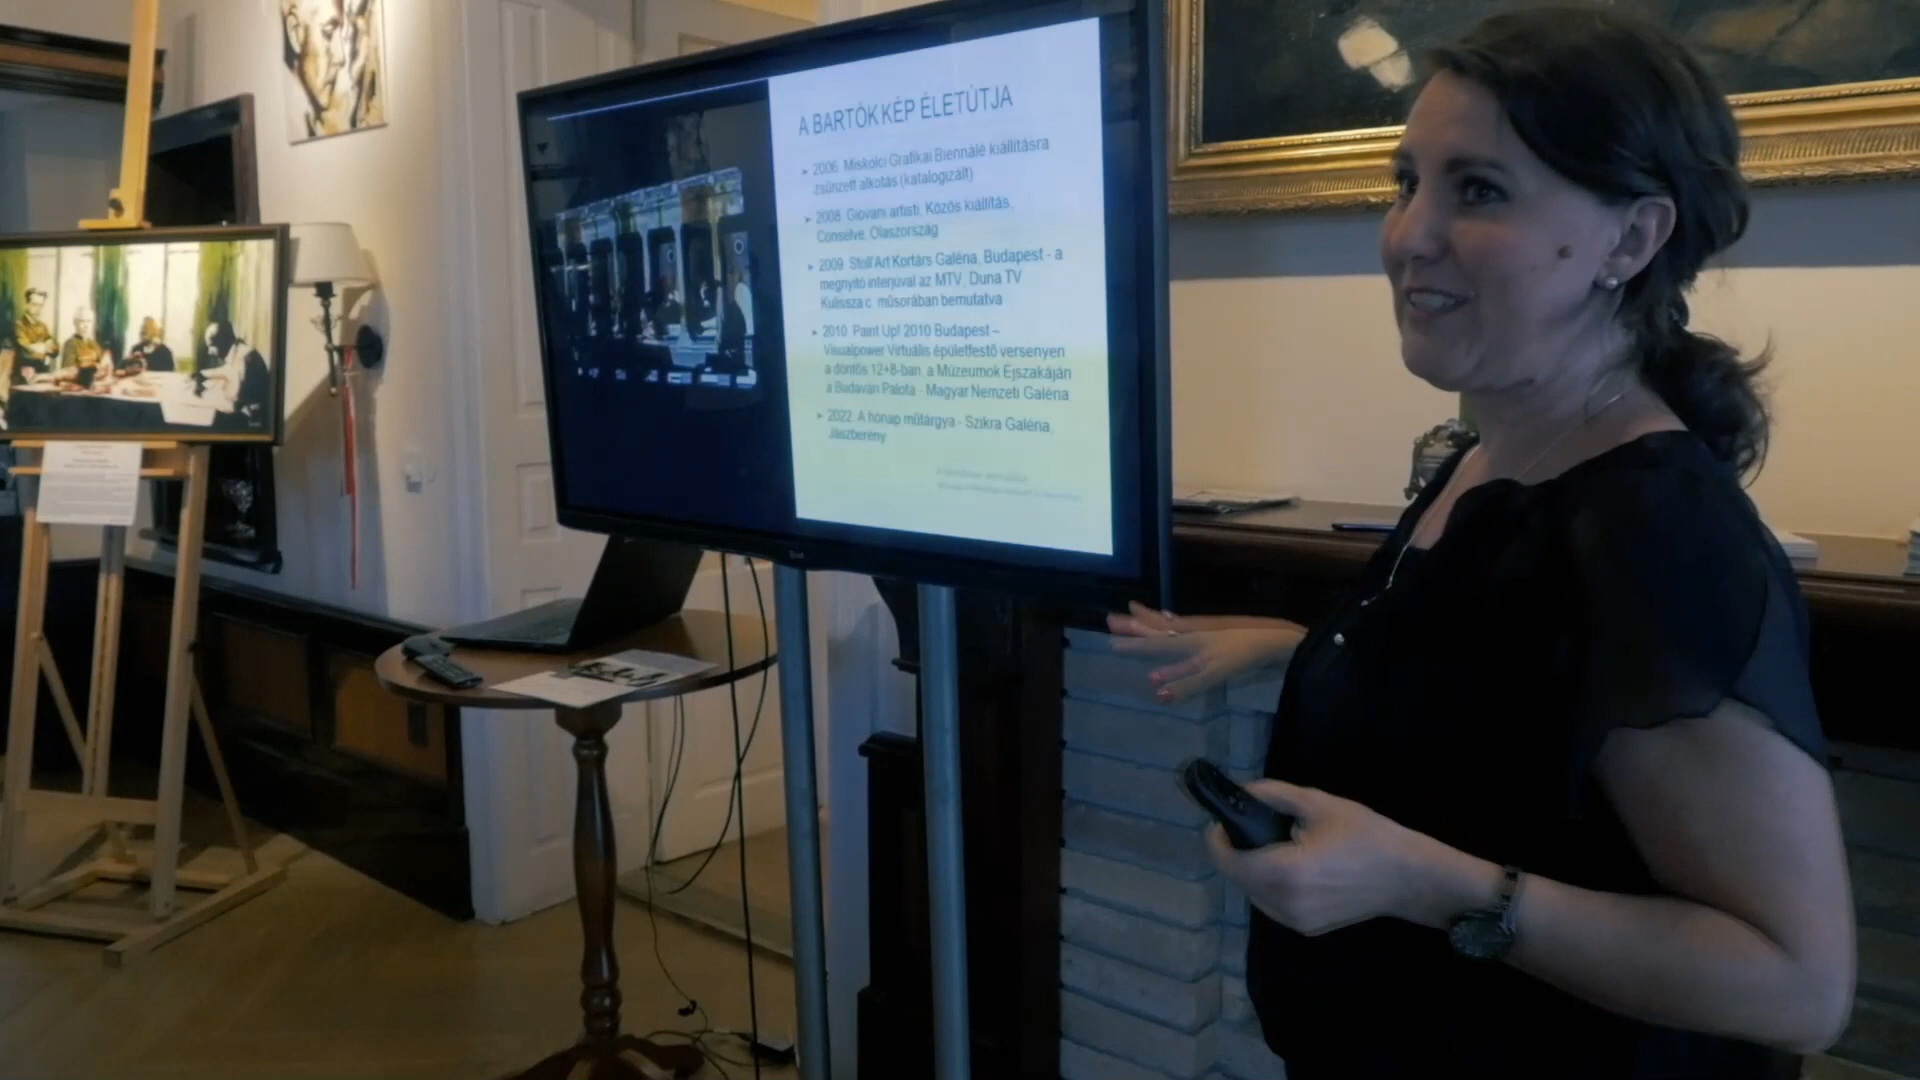 A BARTÓK KÉP ÉLETÚTJA
➢ 2006. Miskolci Grafikai Biennálé kiállításra
zsűrizett alkotás (katalogizált)
➢ 2008. Giovani artisti, Közös kiállítás,
Conselve, Olaszország
➢ 2009. Stoll'Art Kortárs Galéria, Budapest - a
megnyitó interjúval az MTV, Duna TV
Kulissza c. műsorában bemutatva
➢ 2010. Paint Up! 2010 Budapest –
Visualpower Virtuális épületfestő versenyen
a döntős 12+8-ban, a Múzeumok Éjszakáján
a Budavári Palota - Magyar Nemzeti Galéria
➢ 2022. A hónap műtárgya - Szikra Galéria,
Jászberény
LG